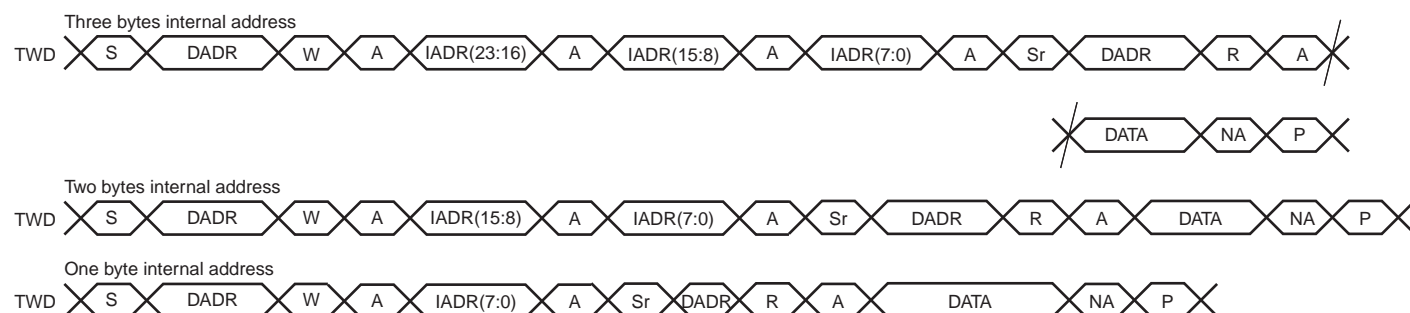 Three bytes internal address
TWD S DADR W A IADR(23:16) A IADR(15:8) A IADR(7:0) A Sr DADR R A
DATA NA P
Two bytes internal address
TWD S DADR W A IADR(15:8) A IADR(7:0) A Sr DADR R A DATA NA P
One byte internal address
TWD S DADR W A IADR(7:0) A Sr DADR R A DATA NA P